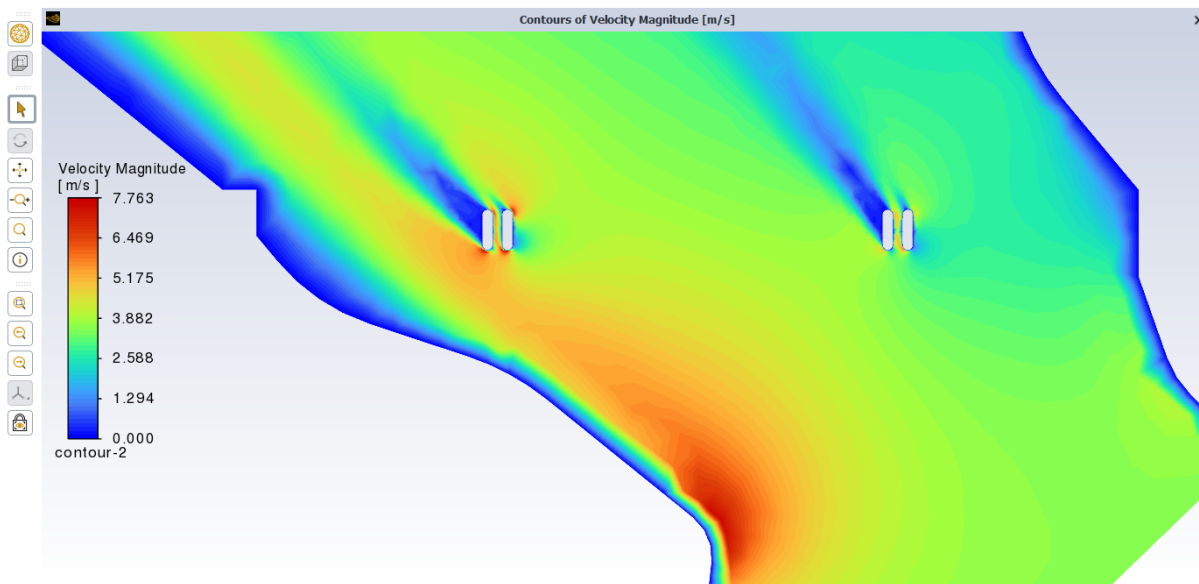 Contours of Velocity Magnitude [m/s]
Velocity Magnitude
[ m/s ]
7.763
6.469
5.175
3.882
2.588
1.294
0.000
contour-2